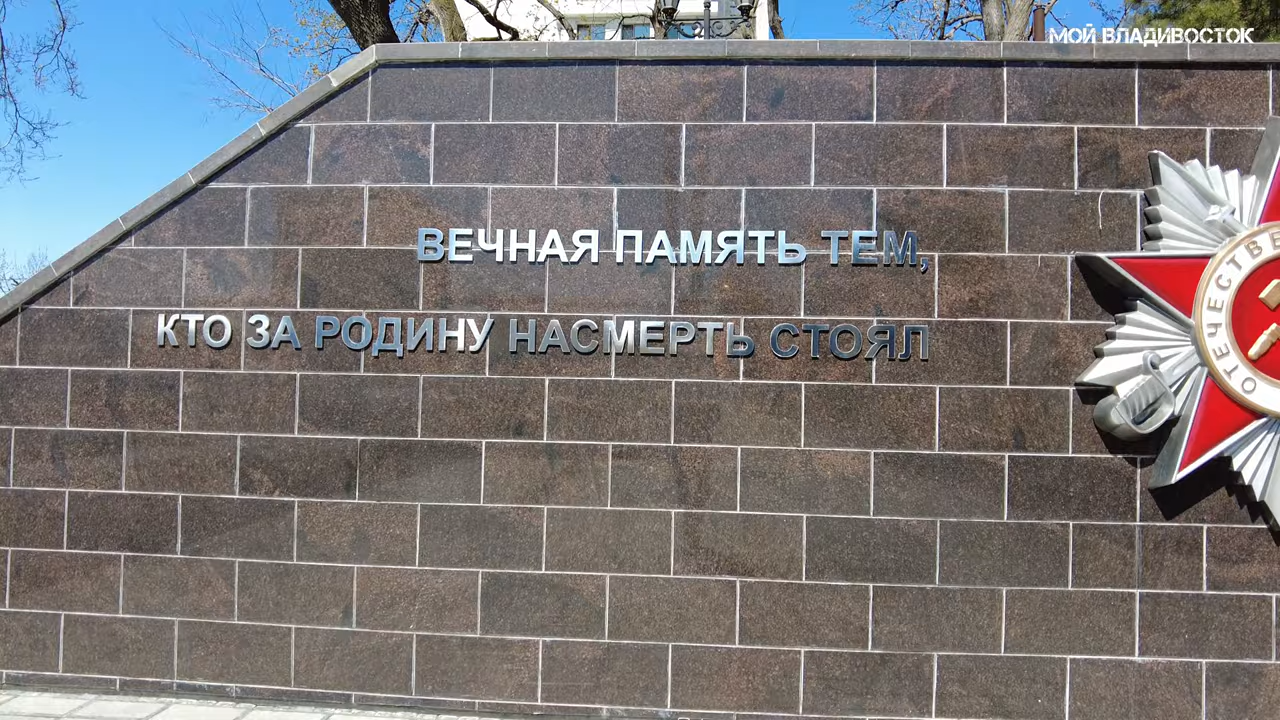 МОЙ ВЛАДИВОСТОК
ВЕЧНАЯ ПАМЯТЬ ТЕМ,
КТО ЗА РОДИНУ НАСМЕРТЬ СТОЯЛ